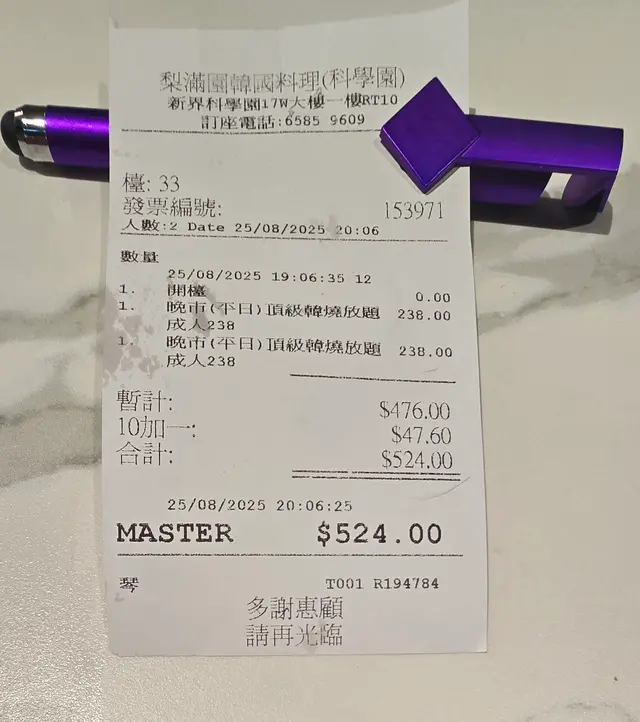 梨滿園韓國料理(科學園)
新界科學園17W大樓一樓RT10
訂座電話:6585 9609
檯: 33
發票編號: 153971
人數:2 Date 25/08/2025 20:06
數量
25/08/2025 19:06:35 12
1. 開檯 0.00
1. 晚市(平日)頂級韓燒放題 238.00
成人238
1. 晚市(平日)頂級韓燒放題 238.00
成人238
暫計: $476.00
10加一: $47.60
合計: $524.00
25/08/2025 20:06:25
MASTER $524.00
琴 T001 R194784
多謝惠顧
請再光臨